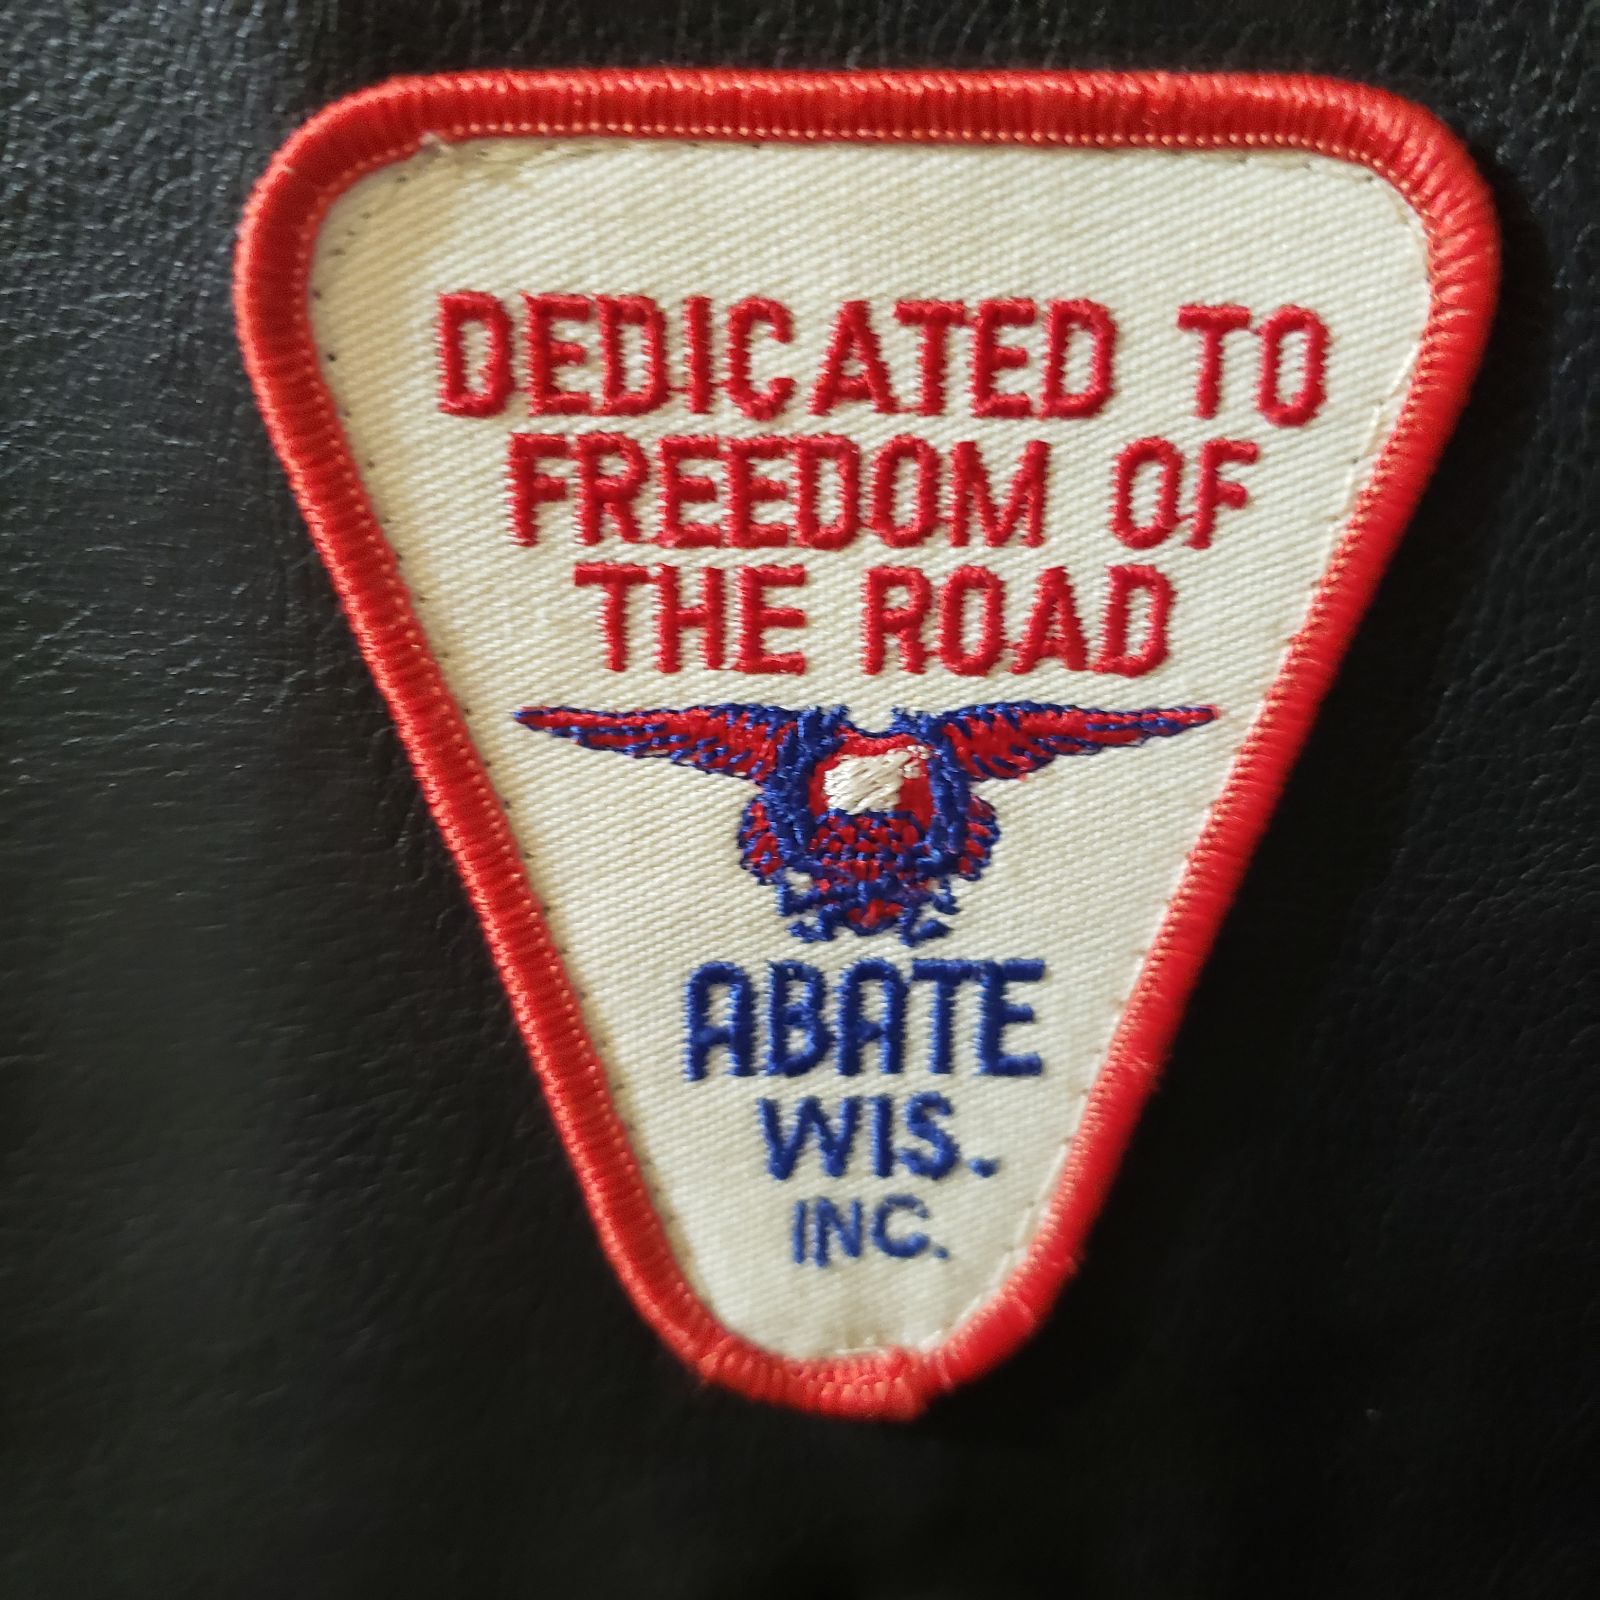 DEDICATED TO
FREEDOM OF
THE ROAD
ABATE
WIS.
INC.